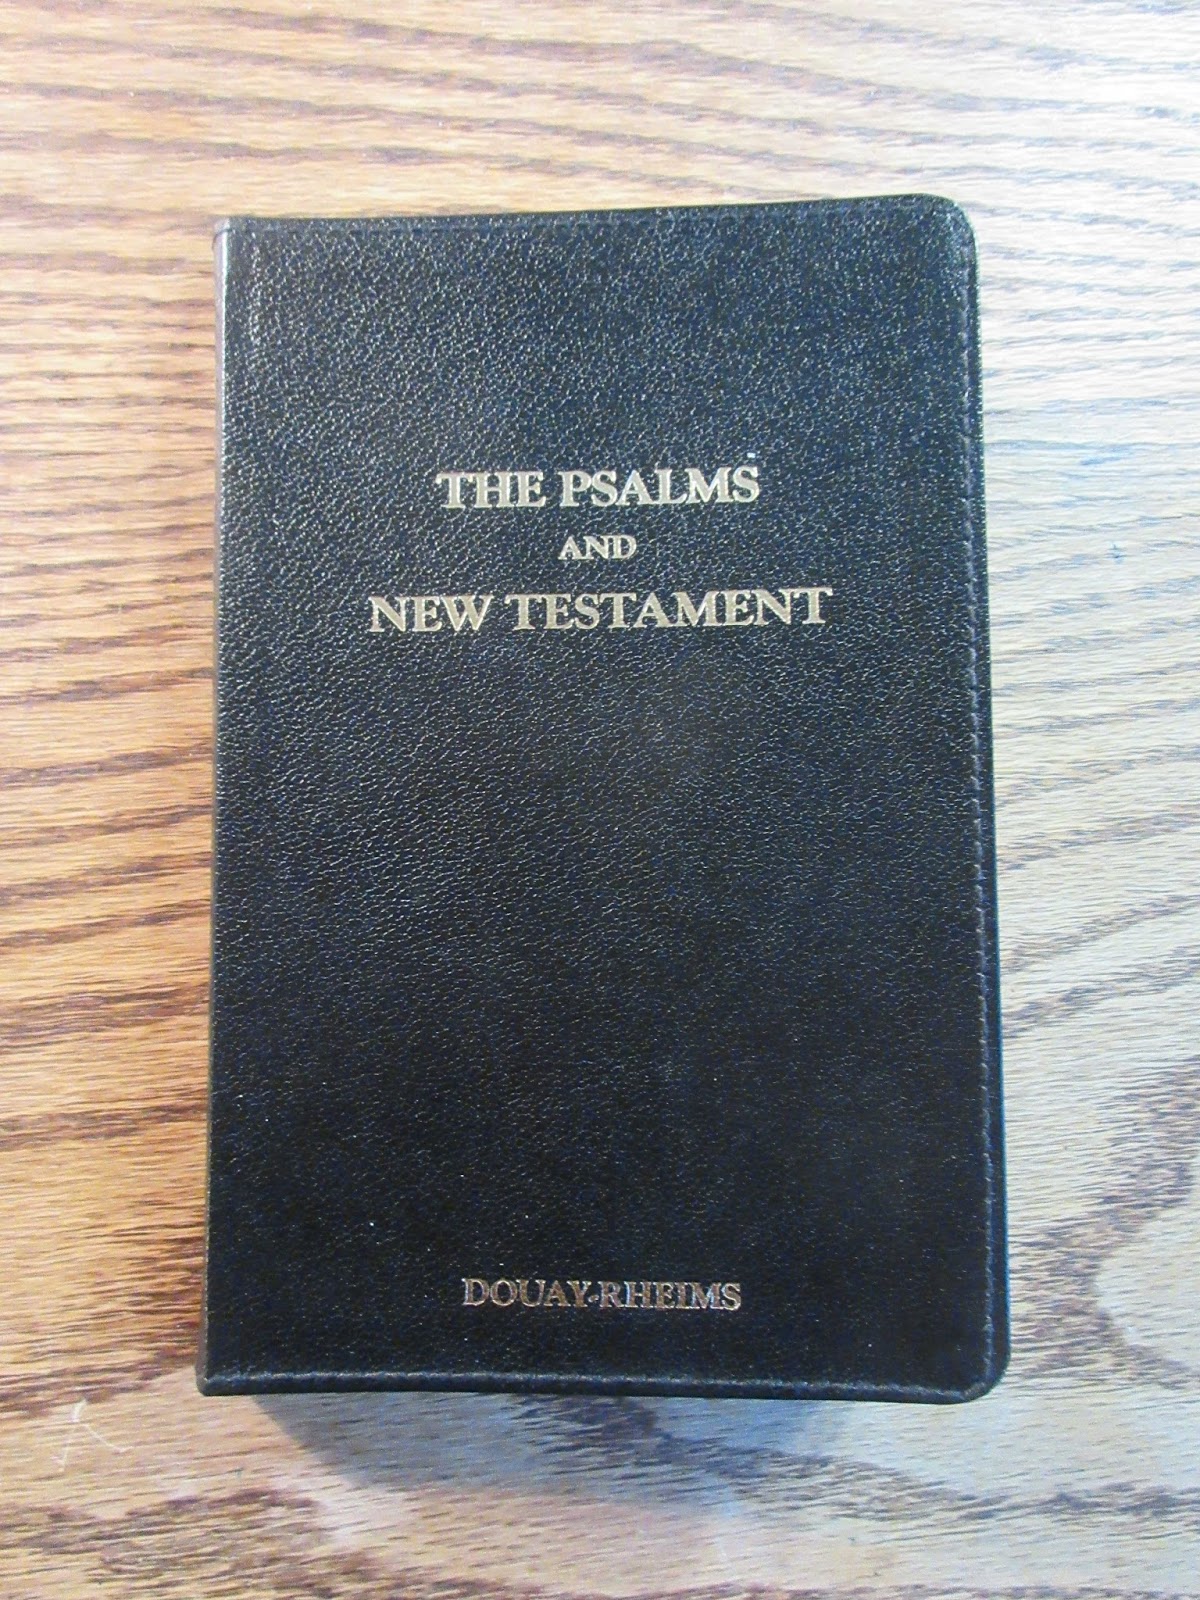 THE PSALMS
AND
NEW TESTAMENT
DOUAY-RHEIMS